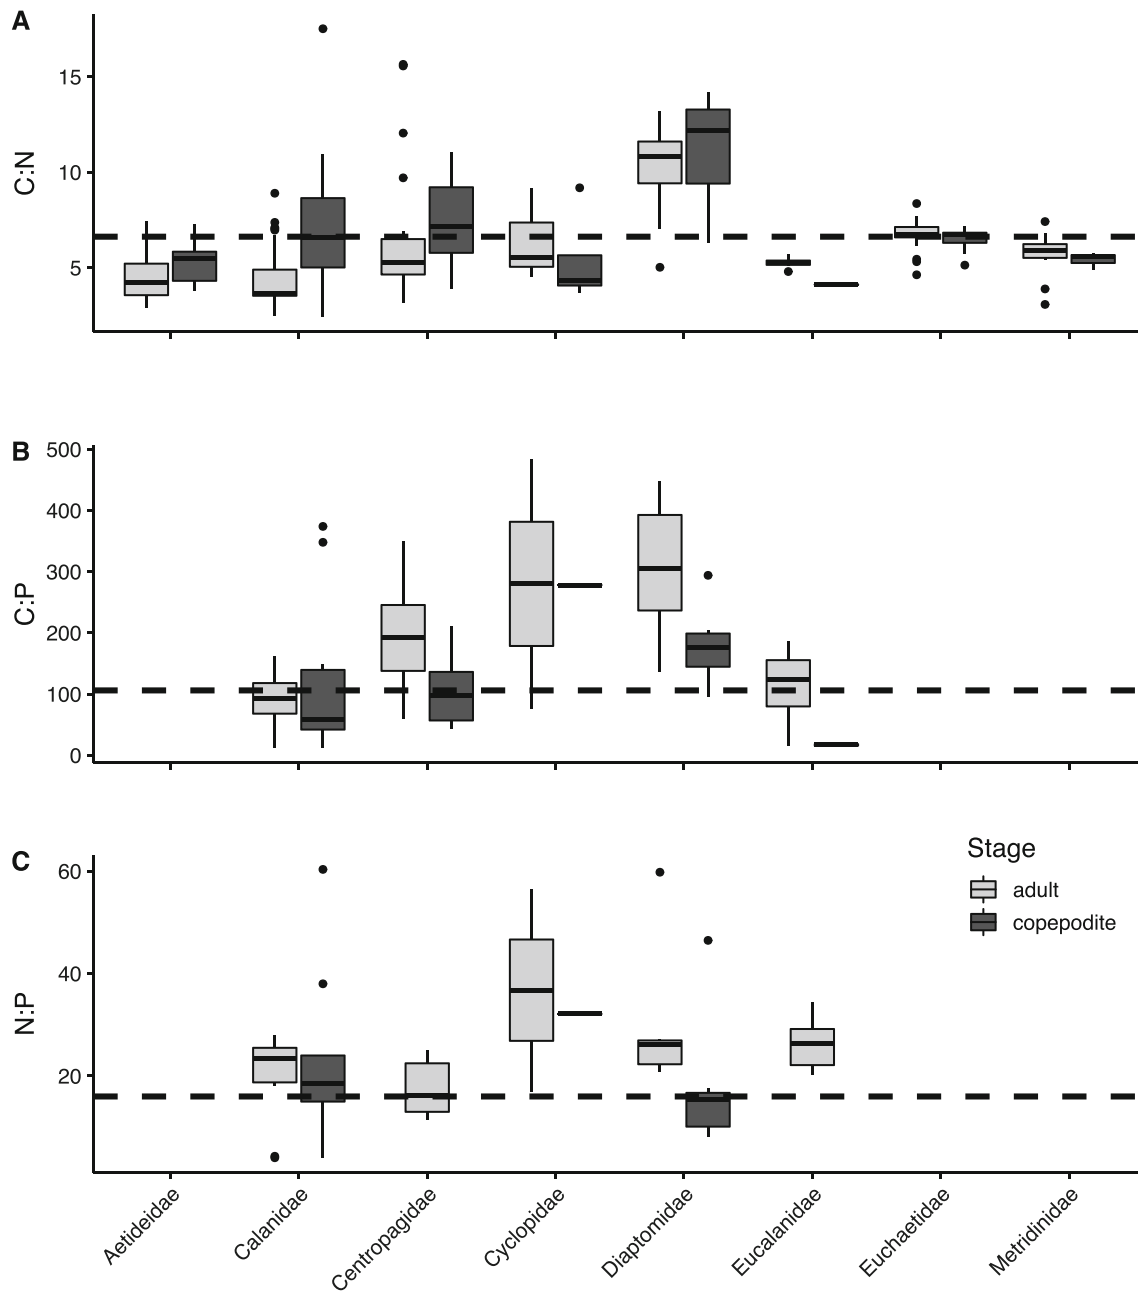 A
C:N
15
10
5
B
C:P
500
400
300
200
100
0
C
N:P
60
40
20
Stage
adult
copepodite
Aetideidae
Calanidae
Centropagidae
Cyclopidae
Diaptomidae
Eucalanidae
Euchaetidae
Metridinidae